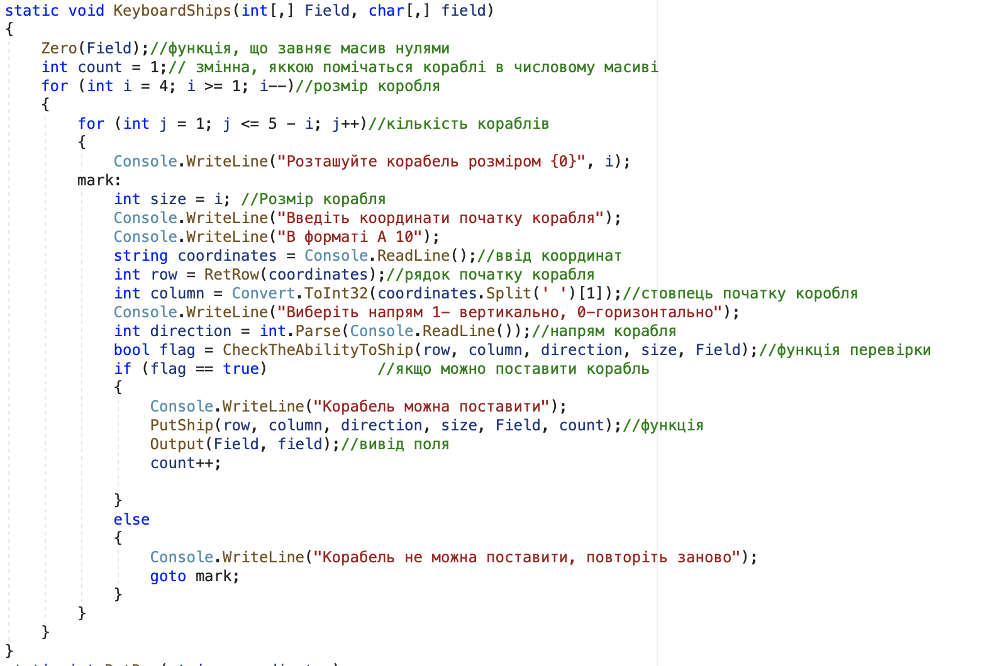 static void KeyboardShips(int[,] Field, char[,] field)
{
Zero(Field);//функція, що завняє масив нулями
int count = 1;// змінна, яккою помічаться кораблі в числовому масиві
for (int i = 4; i >= 1; i--)//розмір коробля
{
for (int j = 1; j <= 5 - i; j++)//кількість кораблів
{
Console.WriteLine("Розташуйте корабель розміром {0}", i);
mark:
int size = i; //Розмір корабля
Console.WriteLine("Введіть координати початку корабля");
Console.WriteLine("В форматі А 10");
string coordinates = Console.ReadLine();//ввід координат
int row = RetRow(coordinates);//рядок початку корабля
int column = Convert.ToInt32(coordinates.Split(' ')[1]);//стовпець початку коробля
Console.WriteLine("Виберіть напрям 1- вертикально, 0-горизонтально");
int direction = int.Parse(Console.ReadLine());//напрям корабля
bool flag = CheckTheAbilityToShip(row, column, direction, size, Field);//функція перевірки
if (flag == true) //якщо можно поставити корабль
{
Console.WriteLine("Корабель можна поставити");
PutShip(row, column, direction, size, Field, count);//функція
Output(Field, field);//вивід поля
count++;
}
else
{
Console.WriteLine("Корабель не можна поставити, повторіть заново");
goto mark;
}
}
}
}